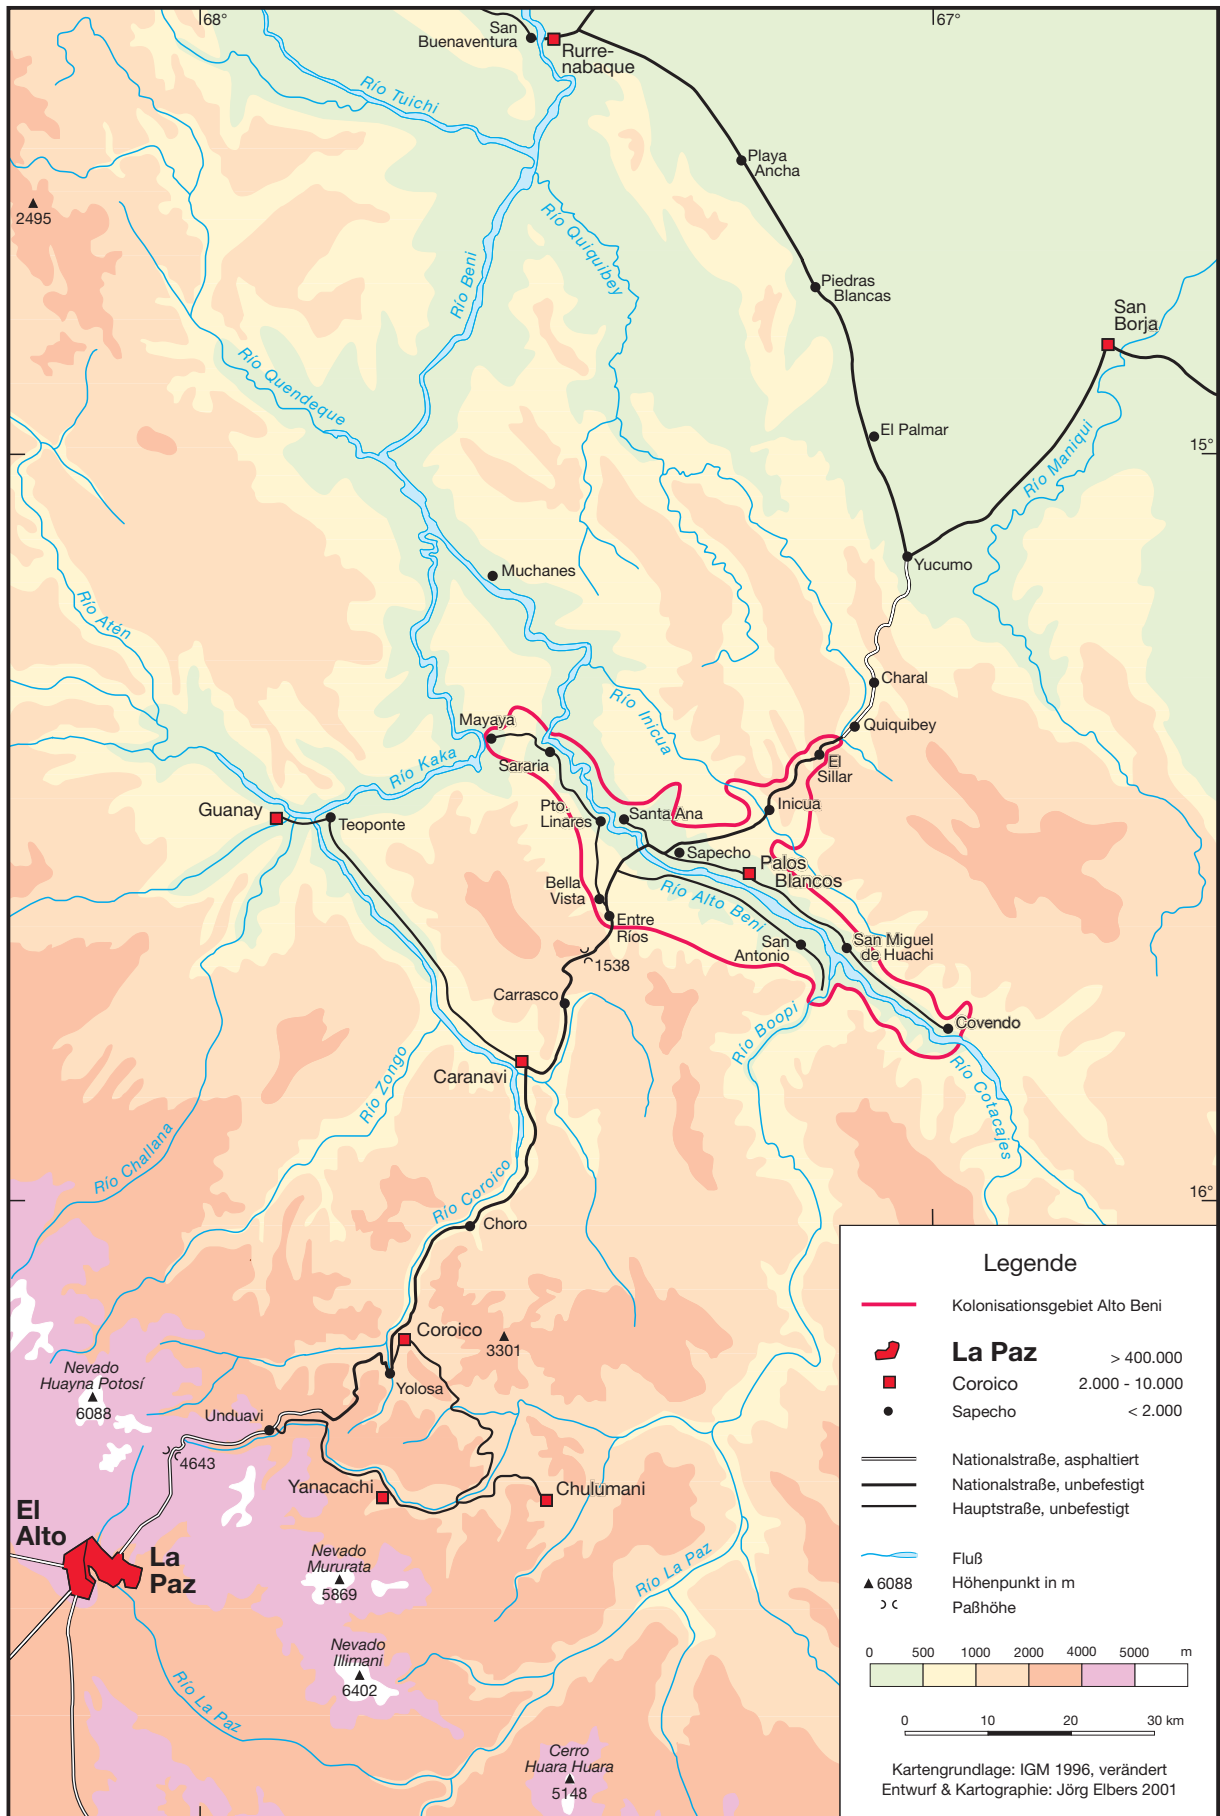 68°
67°
San
Buenaventura
Rurre-
nabaque
Río Tuichi
Playa
Ancha
2495
Río Quiquibey
Río Beni
Piedras
Blancas
San
Borja
Río Quendeque
El Palmar
15°
Río Maniqui
Yucumo
Muchanes
Río Atén
Charal
Río Inicua
Mayaya
Quiquibey
Sararia
El
Sillar
Río Kaka
Inicua
Guanay
Teoponte
Pto.
Linares
Santa Ana
Sapecho
Palos
Blancos
Bella
Vista
Río Alto Beni
Entre
Ríos
San
Antonio
San Miguel
de Huachi
1538
Carrasco
Río Boopi
Covendo
Caranavi
Río Zongo
Río Cotacajes
Río Challana
Río Coroico
16°
Choro
Coroico
3301
Nevado
Huayna Potosí
6088
Yolosa
Unduavi
4643
Yanacachi
Chulumani
El
Alto
La
Paz
Nevado
Mururata
5869
Río La Paz
Nevado
Illimani
6402
Río La Paz
Cerro
Huara Huara
5148
Legende
Kolonisationsgebiet Alto Beni
La Paz > 400.000
Coroico 2.000 - 10.000
Sapecho < 2.000
Nationalstraße, asphaltiert
Nationalstraße, unbefestigt
Hauptstraße, unbefestigt
Fluß
6088 Höhenpunkt in m
Paßhöhe
0 500 1000 2000 4000 5000 m
0 10 20 30 km
Kartengrundlage: IGM 1996, verändert
Entwurf & Kartographie: Jörg Elbers 2001